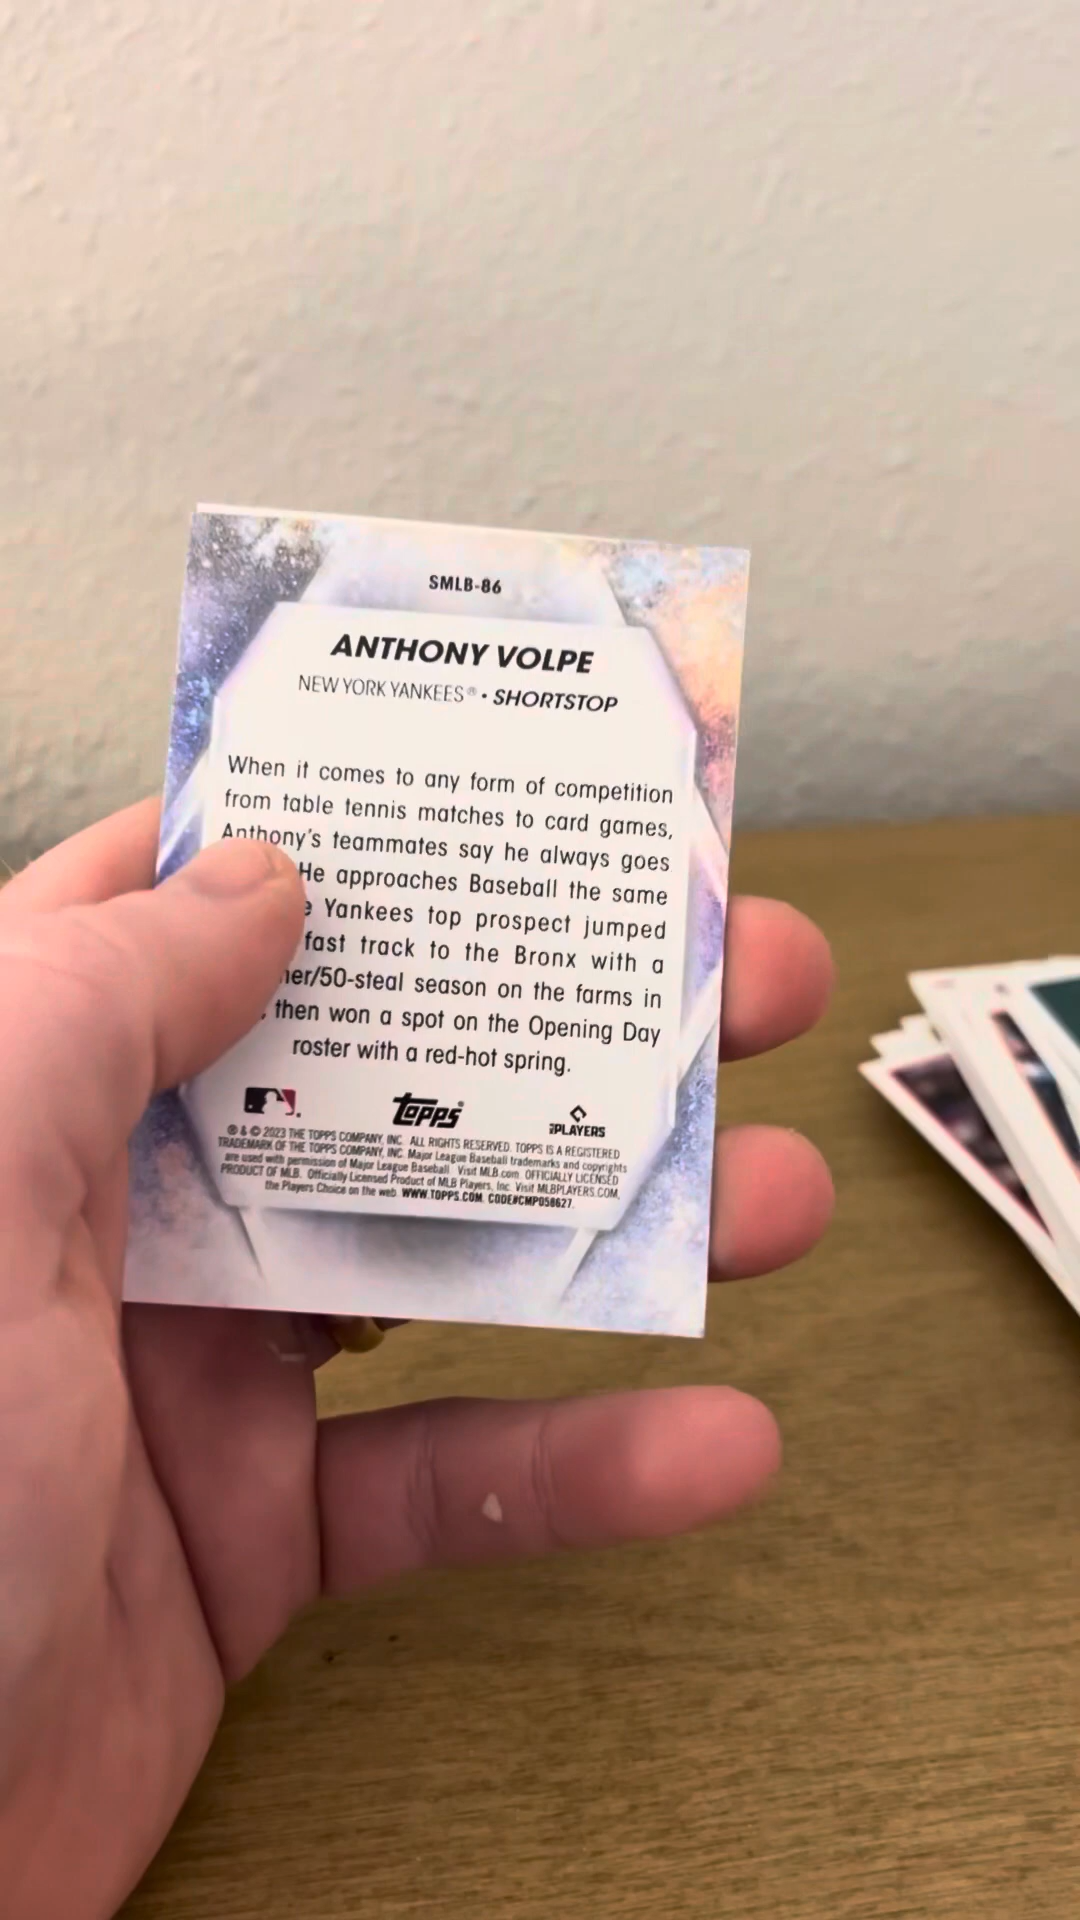 SMLB-86
ANTHONY VOLPE
NEW YORK YANKEES® • SHORTSTOP
When it comes to any form of competition
from table tennis matches to card games,
Anthony's teammates say he always goes
He approaches Baseball the same
Yankees top prospect jumped
fast track to the Bronx with a
/50-steal season on the farms in
, then won a spot on the Opening Day
roster with a red-hot spring.
Topps®
PLAYERS
® & © 2023 THE TOPPS COMPANY, INC. ALL RIGHTS RESERVED. TOPPS IS A REGISTERED
TRADEMARK OF THE TOPPS COMPANY, INC. Major League Baseball trademarks and copyrights
are used with permission of Major League Baseball. Visit MLB.com. OFFICIALLY LICENSED
PRODUCT OF MLB. Officially Licensed Product of MLB Players, Inc. Visit MLBPLAYERS.COM,
the Players Choice on the web. WWW.TOPPS.COM. CODE#CMP058627.